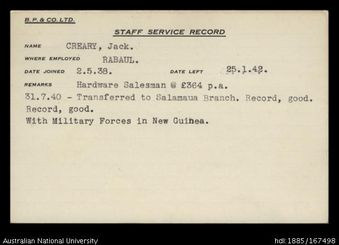 B.P.& CO. LTD.
STAFF SERVICE RECORD
NAME CREARY, Jack.
WHERE EMPLOYED RABAUL.
DATE JOINED 2.5.38. DATE LEFT 25.1.42.
REMARKS Hardware Salesman @ £364 p.a.
31.7.40 - Transferred to Salamaua Branch. Record, good.
Record, good.
With Military Forces in New Guinea.
Australian National University
hdl:1885/167498